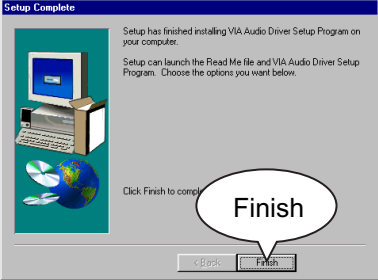 Setup Complete
Setup has finished installing VIA Audio Driver Setup Program on
your computer.
Setup can launch the Read Me file and VIA Audio Driver Setup
Program. Choose the options you want below.
Click Finish to
Finish
< Back
Finish